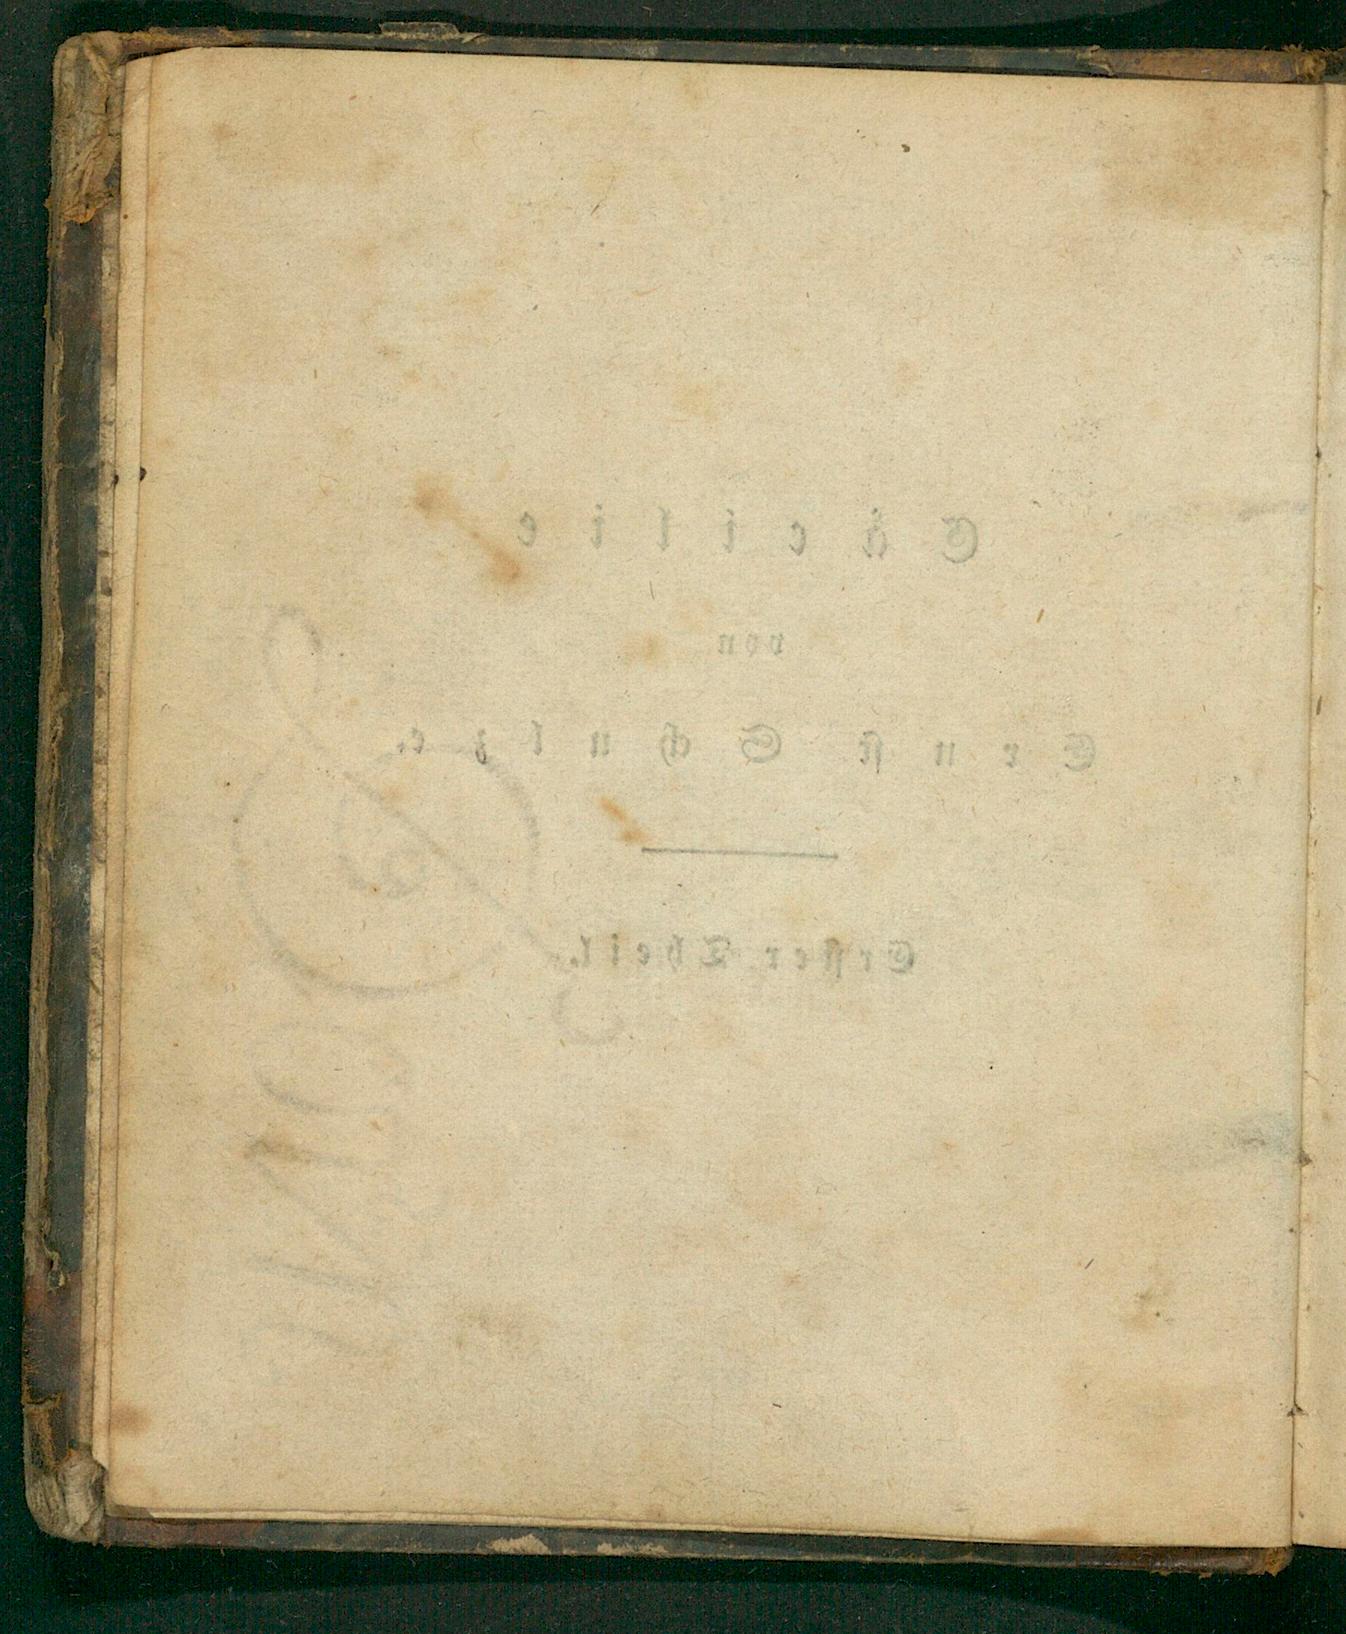 Cäcilie
von
Ernst Schulze.
Erster Theil.